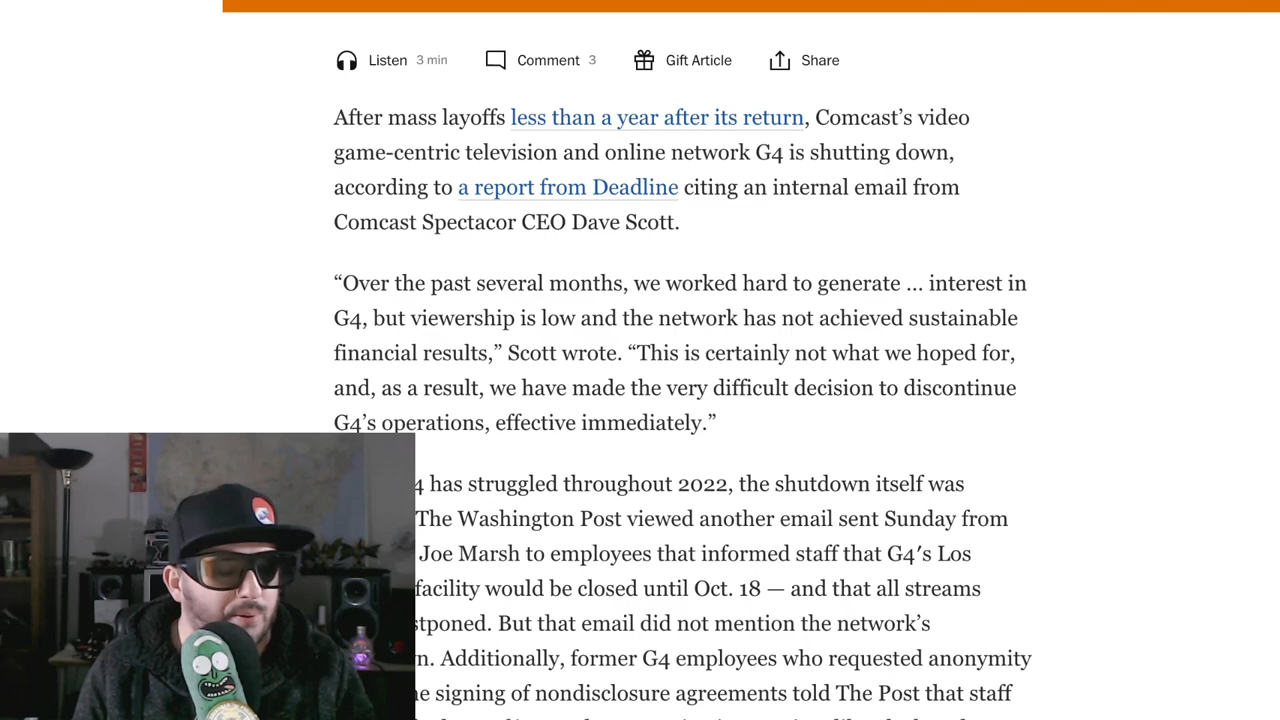 Listen 3 min Comment 3 Gift Article Share
After mass layoffs less than a year after its return, Comcast’s video
game-centric television and online network G4 is shutting down,
according to a report from Deadline citing an internal email from
Comcast Spectacor CEO Dave Scott.
“Over the past several months, we worked hard to generate ... interest in
G4, but viewership is low and the network has not achieved sustainable
financial results,” Scott wrote. “This is certainly not what we hoped for,
and, as a result, we have made the very difficult decision to discontinue
G4’s operations, effective immediately.”
4 has struggled throughout 2022, the shutdown itself was
The Washington Post viewed another email sent Sunday from
Joe Marsh to employees that informed staff that G4′s Los
facility would be closed until Oct. 18 — and that all streams
stponed. But that email did not mention the network’s
n. Additionally, former G4 employees who requested anonymity
e signing of nondisclosure agreements told The Post that staff